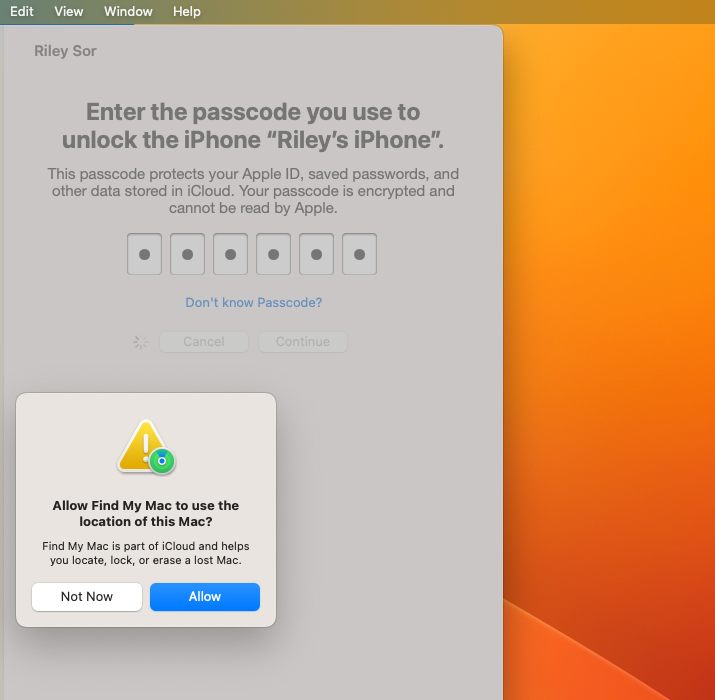 Edit View Window Help
Riley Sor
Enter the passcode you use to
unlock the iPhone “Riley’s iPhone”.
This passcode protects your Apple ID, saved passwords, and
other data stored in iCloud. Your passcode is encrypted and
cannot be read by Apple.
Don't know Passcode?
Cancel Continue
Allow Find My Mac to use the
location of this Mac?
Find My Mac is part of iCloud and helps
you locate, lock, or erase a lost Mac.
Not Now Allow